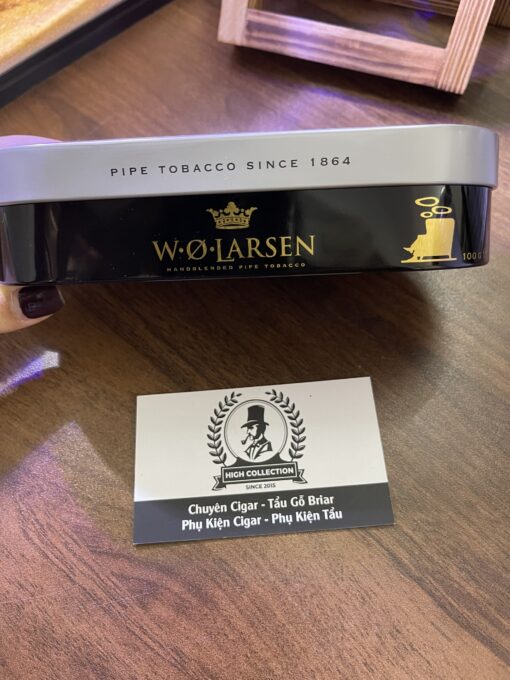 PIPE TOBACCO SINCE 1864
W·Ø·LARSEN
HANDBLENDED PIPE TOBACCO
100 G
HIGH COLLECTION
SINCE 2015
Chuyên Cigar - Tẩu Gỗ Briar
Phụ Kiện Cigar - Phụ Kiện Tẩu